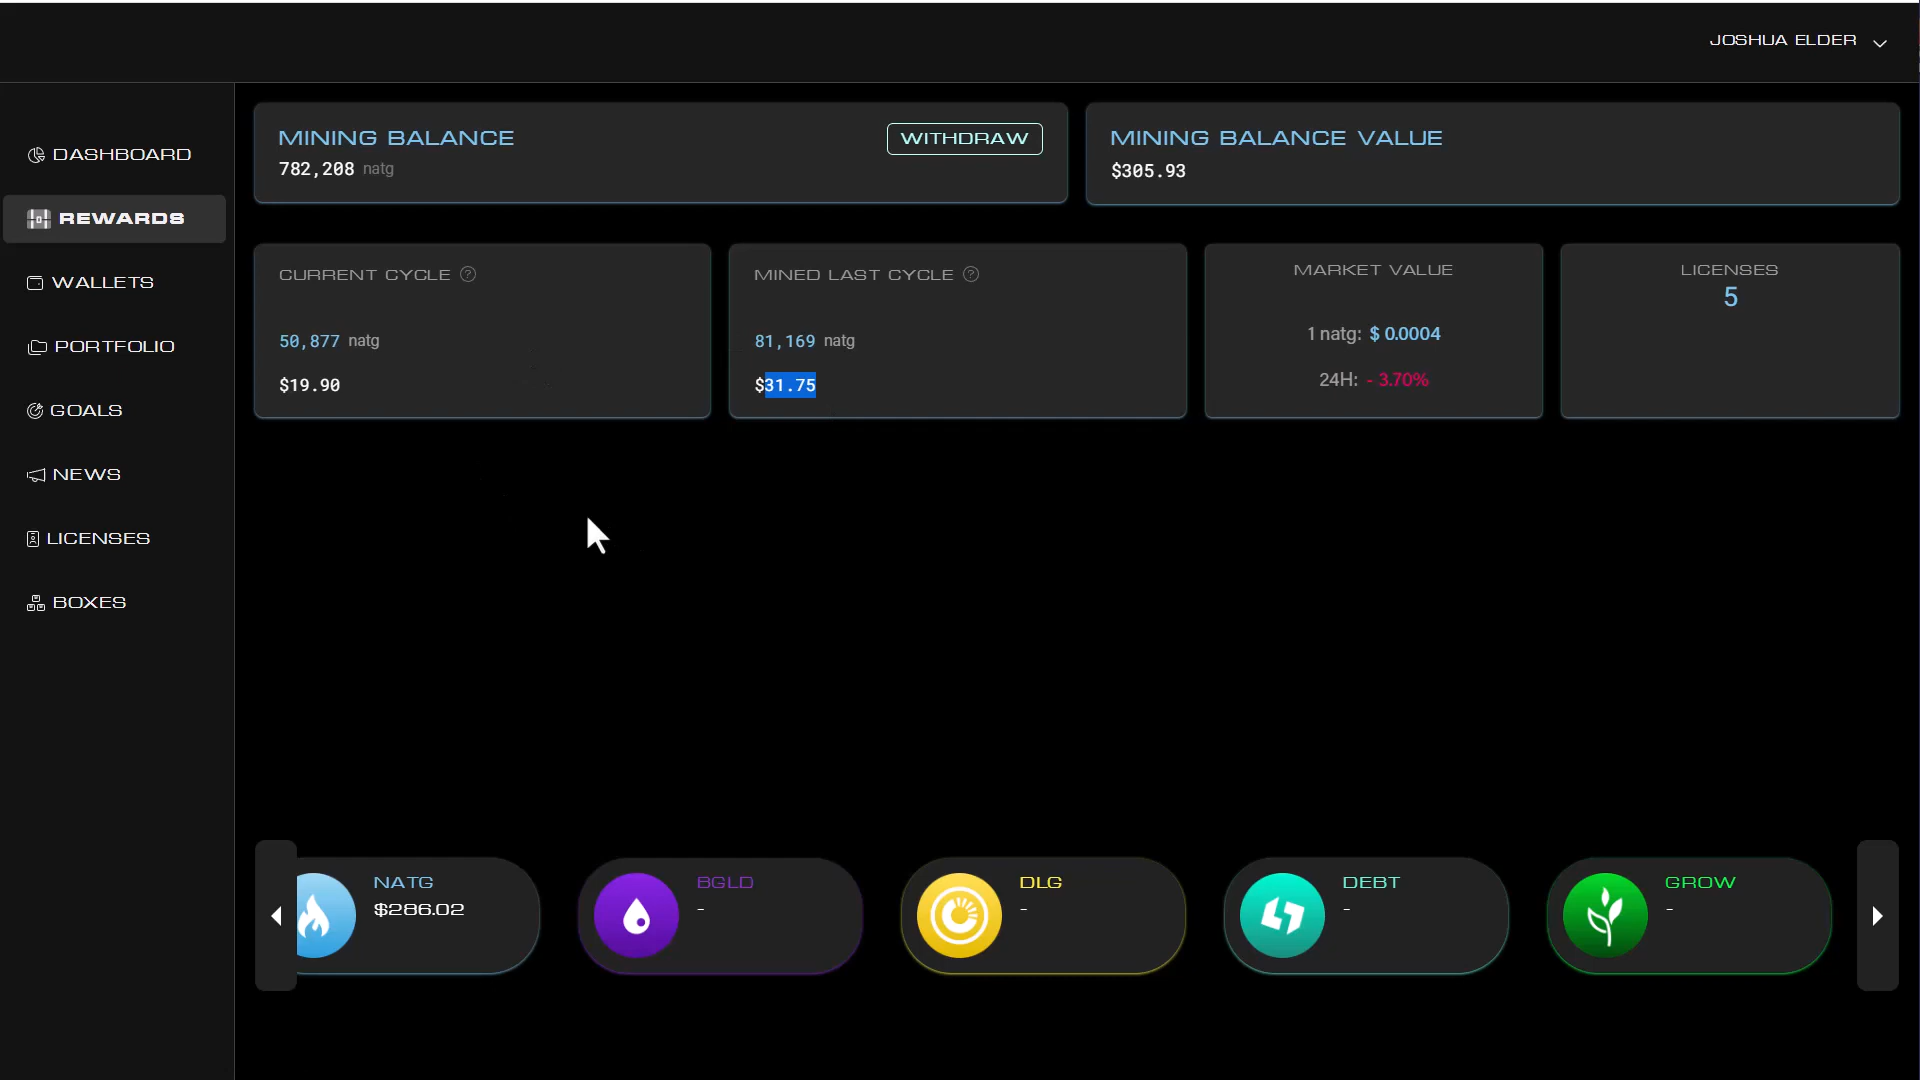 JOSHUA ELDER
DASHBOARD
REWARDS
WALLETS
PORTFOLIO
GOALS
NEWS
LICENSES
BOXES
MINING BALANCE
782,208 natg
WITHDRAW
MINING BALANCE VALUE
$305.93
CURRENT CYCLE ?
50,877 natg
$19.90
MINED LAST CYCLE ?
81,169 natg
$31.75
MARKET VALUE
1 natg: $ 0.0004
24H: - 3.70%
LICENSES
5
NATG
$286.02
BGLD
-
DLG
-
DEBT
-
GROW
-